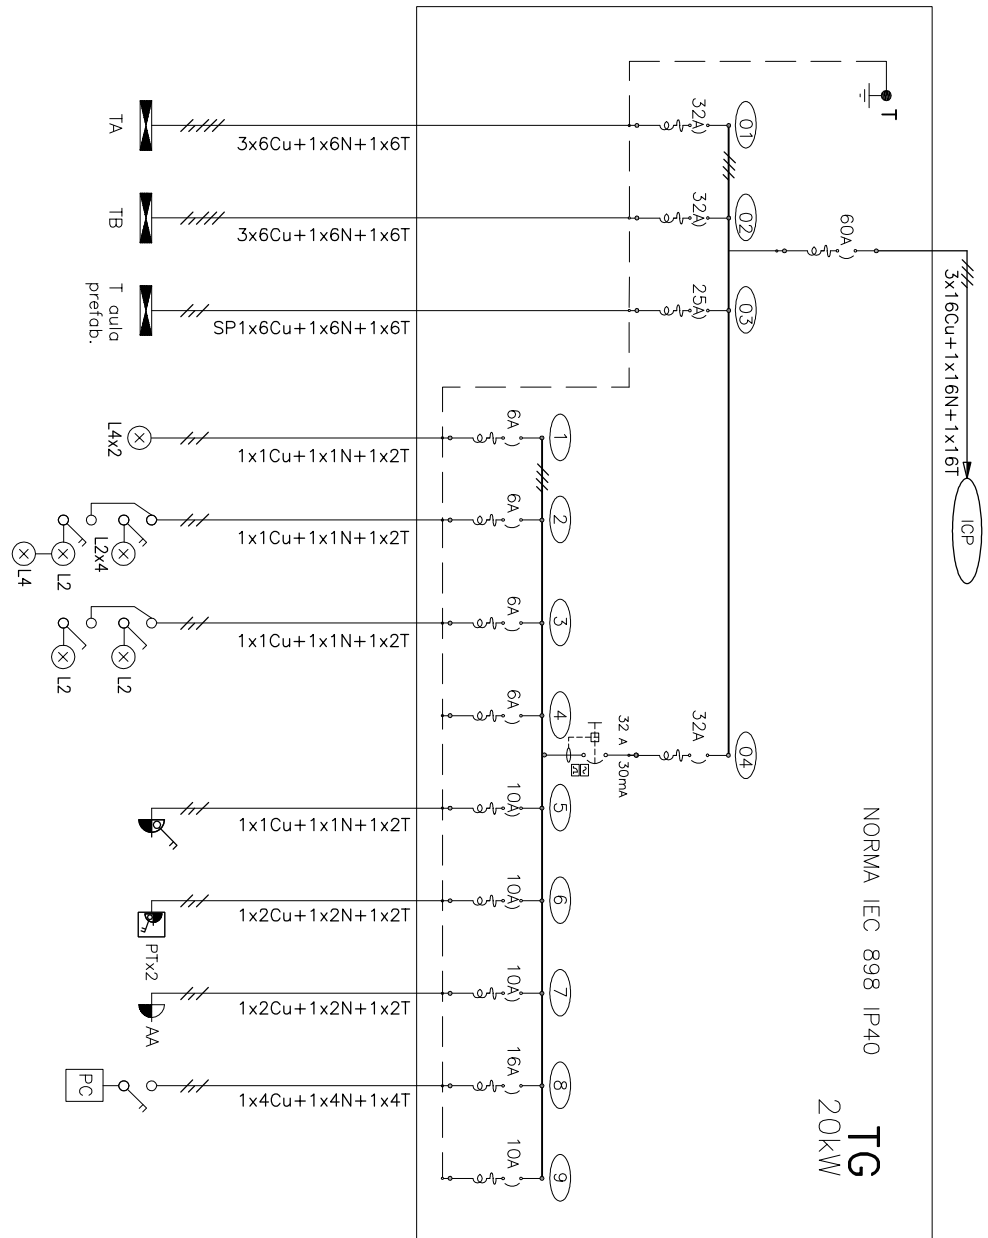 T
01
32A
3x6Cu+1x6N+1x6T
TA
02
32A
3x6Cu+1x6N+1x6T
TB
60A
3x16Cu+1x16N+1x16T
ICP
03
25A
SP1x6Cu+1x6N+1x6T
T aula
prefab.
1
6A
1x1Cu+1x1N+1x2T
L4x2
2
6A
1x1Cu+1x1N+1x2T
L2x4
L2
L4
3
6A
1x1Cu+1x1N+1x2T
L2
L2
4
6A
04
32A
32 A
30mA
5
10A
1x1Cu+1x1N+1x2T
6
10A
1x2Cu+1x2N+1x2T
PTx2
7
10A
1x2Cu+1x2N+1x2T
AA
8
16A
1x4Cu+1x4N+1x4T
PC
9
10A
NORMA IEC 898 IP40
TG
20kW